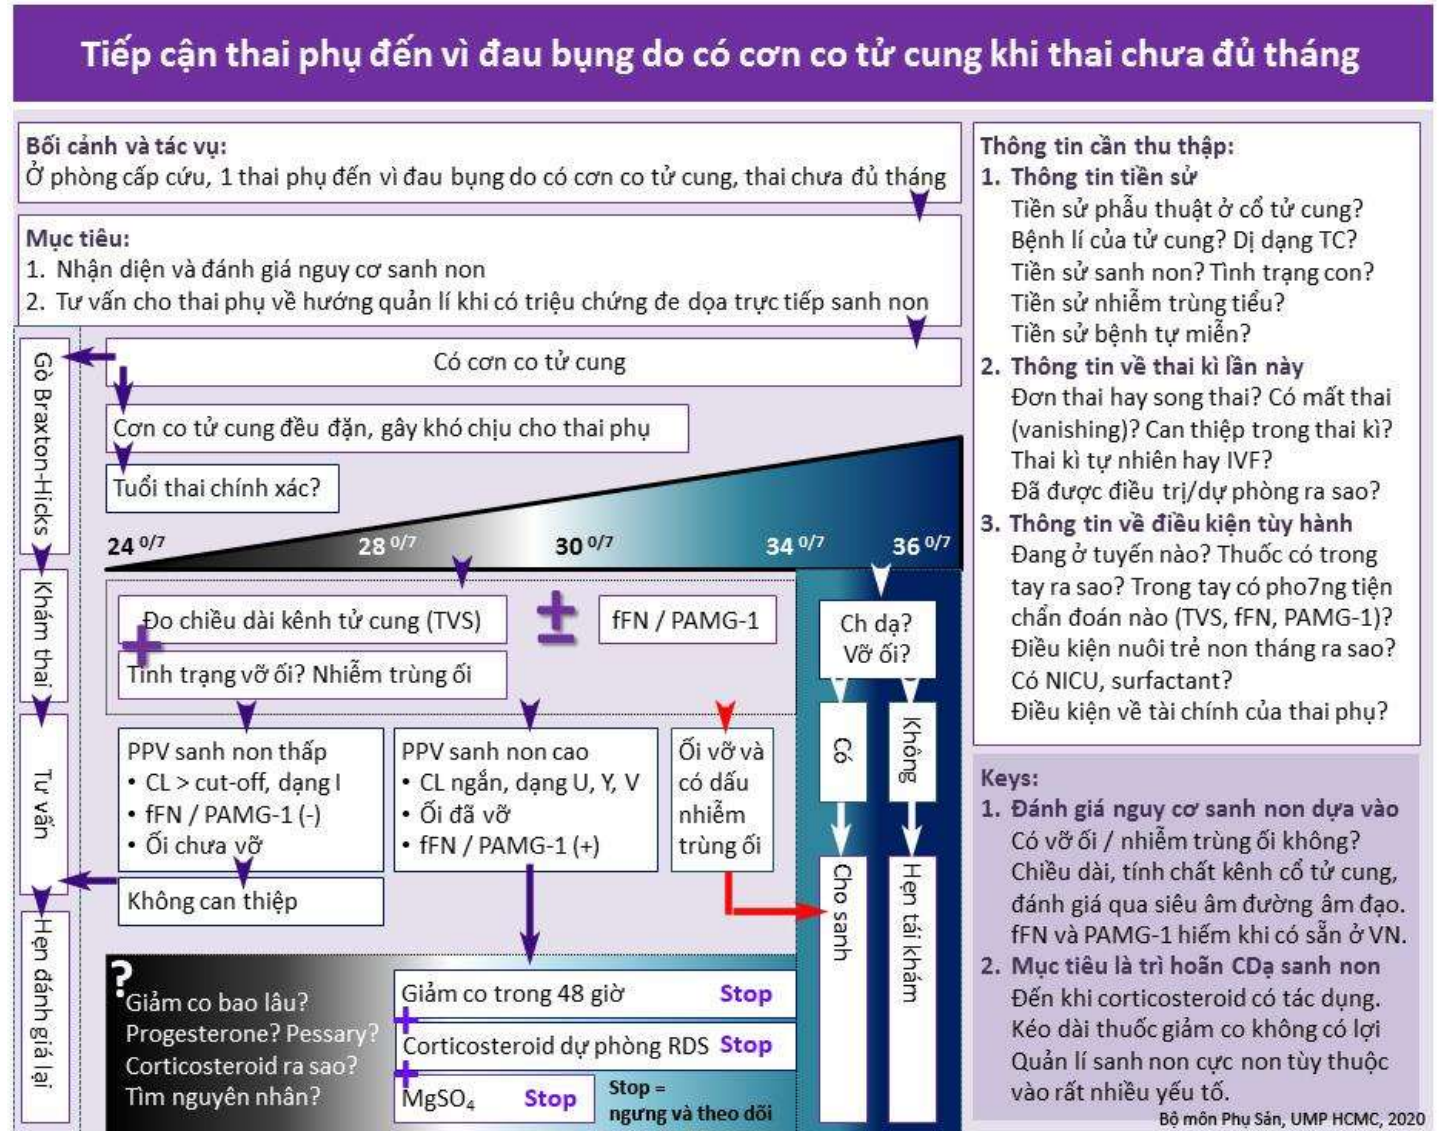 Tiếp cận thai phụ đến vì đau bụng do có cơn co tử cung khi thai chưa đủ tháng
Bối cảnh và tác vụ:
Ở phòng cấp cứu, 1 thai phụ đến vì đau bụng do có cơn co tử cung, thai chưa đủ tháng
Mục tiêu:
1. Nhận diện và đánh giá nguy cơ sanh non
2. Tư vấn cho thai phụ về hướng quản lí khi có triệu chứng đe dọa trực tiếp sanh non
Gò Braxton-Hicks
Khám thai
Tư vấn
Hẹn đánh giá lại
Có cơn co tử cung
Cơn co tử cung đều đặn, gây khó chịu cho thai phụ
Tuổi thai chính xác?
24 0/7
28 0/7
30 0/7
34 0/7
36 0/7
Đo chiều dài kênh tử cung (TVS)
+
Tình trạng vỡ ối? Nhiễm trùng ối
±
fFN / PAMG-1
Ch dạ?
Vỡ ối?
Có
Không
Cho sanh
Hẹn tái khám
PPV sanh non thấp
• CL > cut-off, dạng I
• fFN / PAMG-1 (-)
• Ối chưa vỡ
Không can thiệp
PPV sanh non cao
• CL ngắn, dạng U, Y, V
• Ối đã vỡ
• fFN / PAMG-1 (+)
Ối vỡ và
có dấu
nhiễm
trùng ối
?
Giảm co bao lâu?
Progesterone? Pessary?
Corticosteroid ra sao?
Tìm nguyên nhân?
Giảm co trong 48 giờ Stop
+
Corticosteroid dự phòng RDS Stop
+
MgSO4 Stop
Stop =
ngưng và theo dõi
Thông tin cần thu thập:
1. Thông tin tiền sử
Tiền sử phẫu thuật ở cổ tử cung?
Bệnh lí của tử cung? Dị dạng TC?
Tiền sử sanh non? Tình trạng con?
Tiền sử nhiễm trùng tiểu?
Tiền sử bệnh tự miễn?
2. Thông tin về thai kì lần này
Đơn thai hay song thai? Có mất thai
(vanishing)? Can thiệp trong thai kì?
Thai kì tự nhiên hay IVF?
Đã được điều trị/dự phòng ra sao?
3. Thông tin về điều kiện tùy hành
Đang ở tuyến nào? Thuốc có trong
tay ra sao? Trong tay có pho7ng tiện
chẩn đoán nào (TVS, fFN, PAMG-1)?
Điều kiện nuôi trẻ non tháng ra sao?
Có NICU, surfactant?
Điều kiện về tài chính của thai phụ?
Keys:
1. Đánh giá nguy cơ sanh non dựa vào
Có vỡ ối / nhiễm trùng ối không?
Chiều dài, tính chất kênh cổ tử cung,
đánh giá qua siêu âm đường âm đạo.
fFN và PAMG-1 hiếm khi có sẵn ở VN.
2. Mục tiêu là trì hoãn CDạ sanh non
Đến khi corticosteroid có tác dụng.
Kéo dài thuốc giảm co không có lợi
Quản lí sanh non cực non tùy thuộc
vào rất nhiều yếu tố.
Bộ môn Phụ Sản, UMP HCMC, 2020